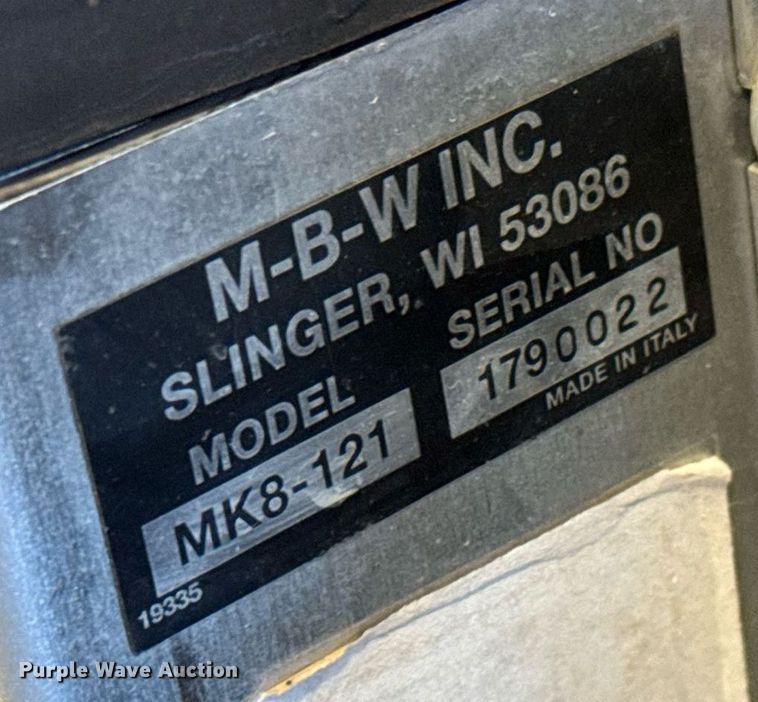 M-B-W INC.
SLINGER, WI 53086
MODEL
SERIAL NO
MK8-121
1790022
MADE IN ITALY
19335
Purple Wave Auction